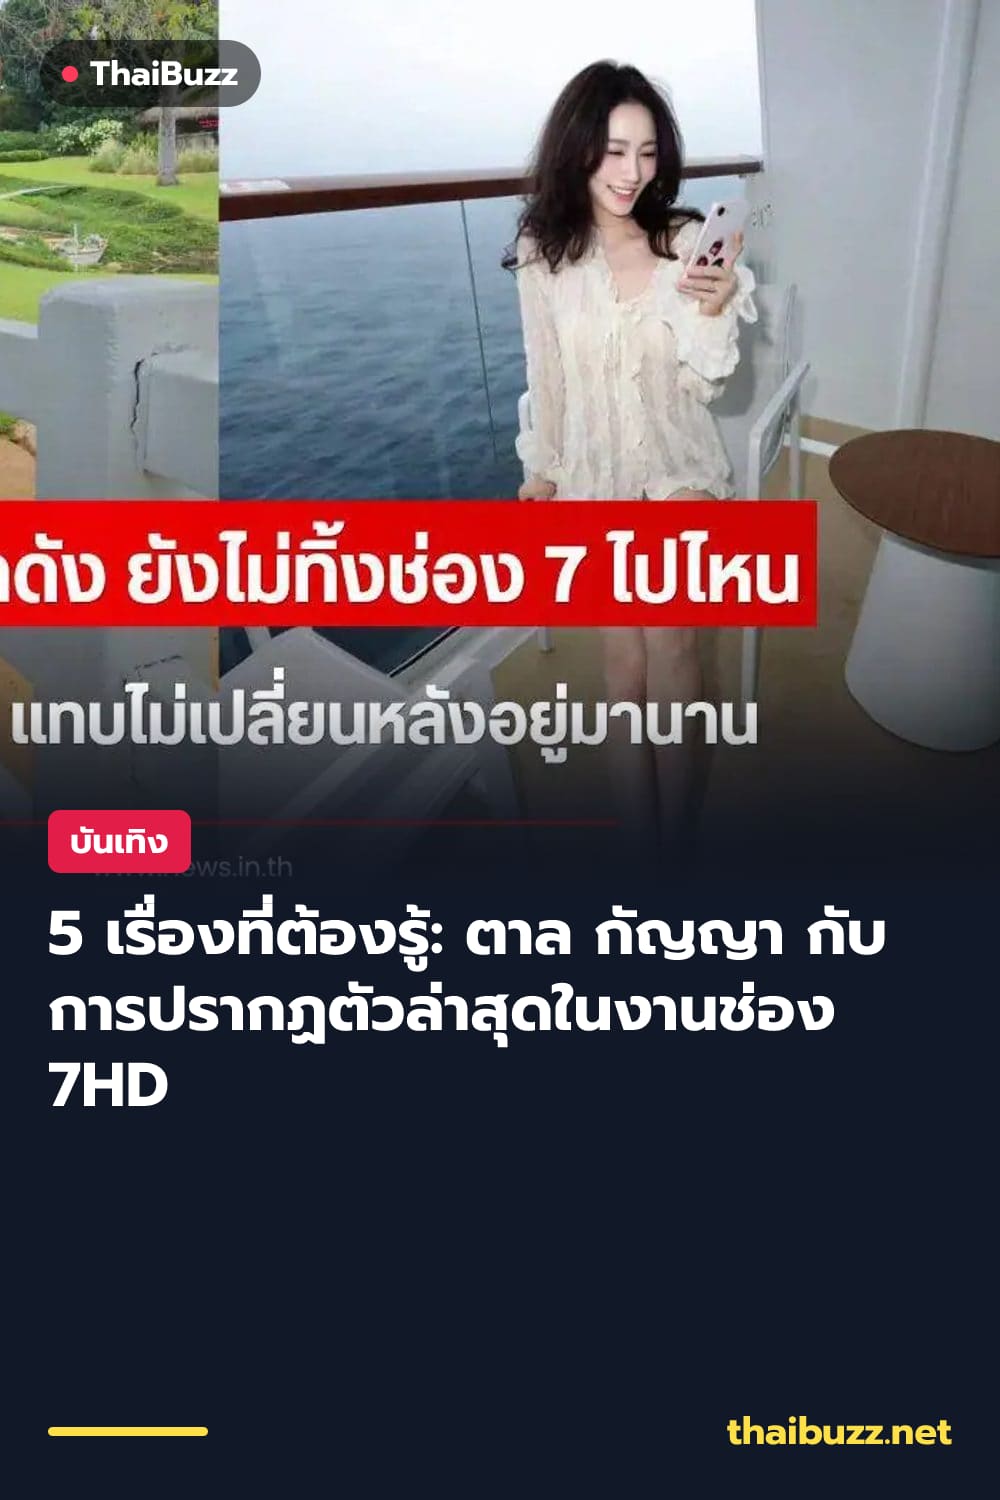 ThaiBuzz
ดัง ยังไม่ทิ้งช่อง 7 ไปไหน
แทบไม่เปลี่ยนหลังอยู่มานาน
บันเทิง
ews.in.th
5 เรื่องที่ต้องรู้: ตาล กัญญา กับ
การปรากฏตัวล่าสุดในงานช่อง
7HD
thaibuzz.net